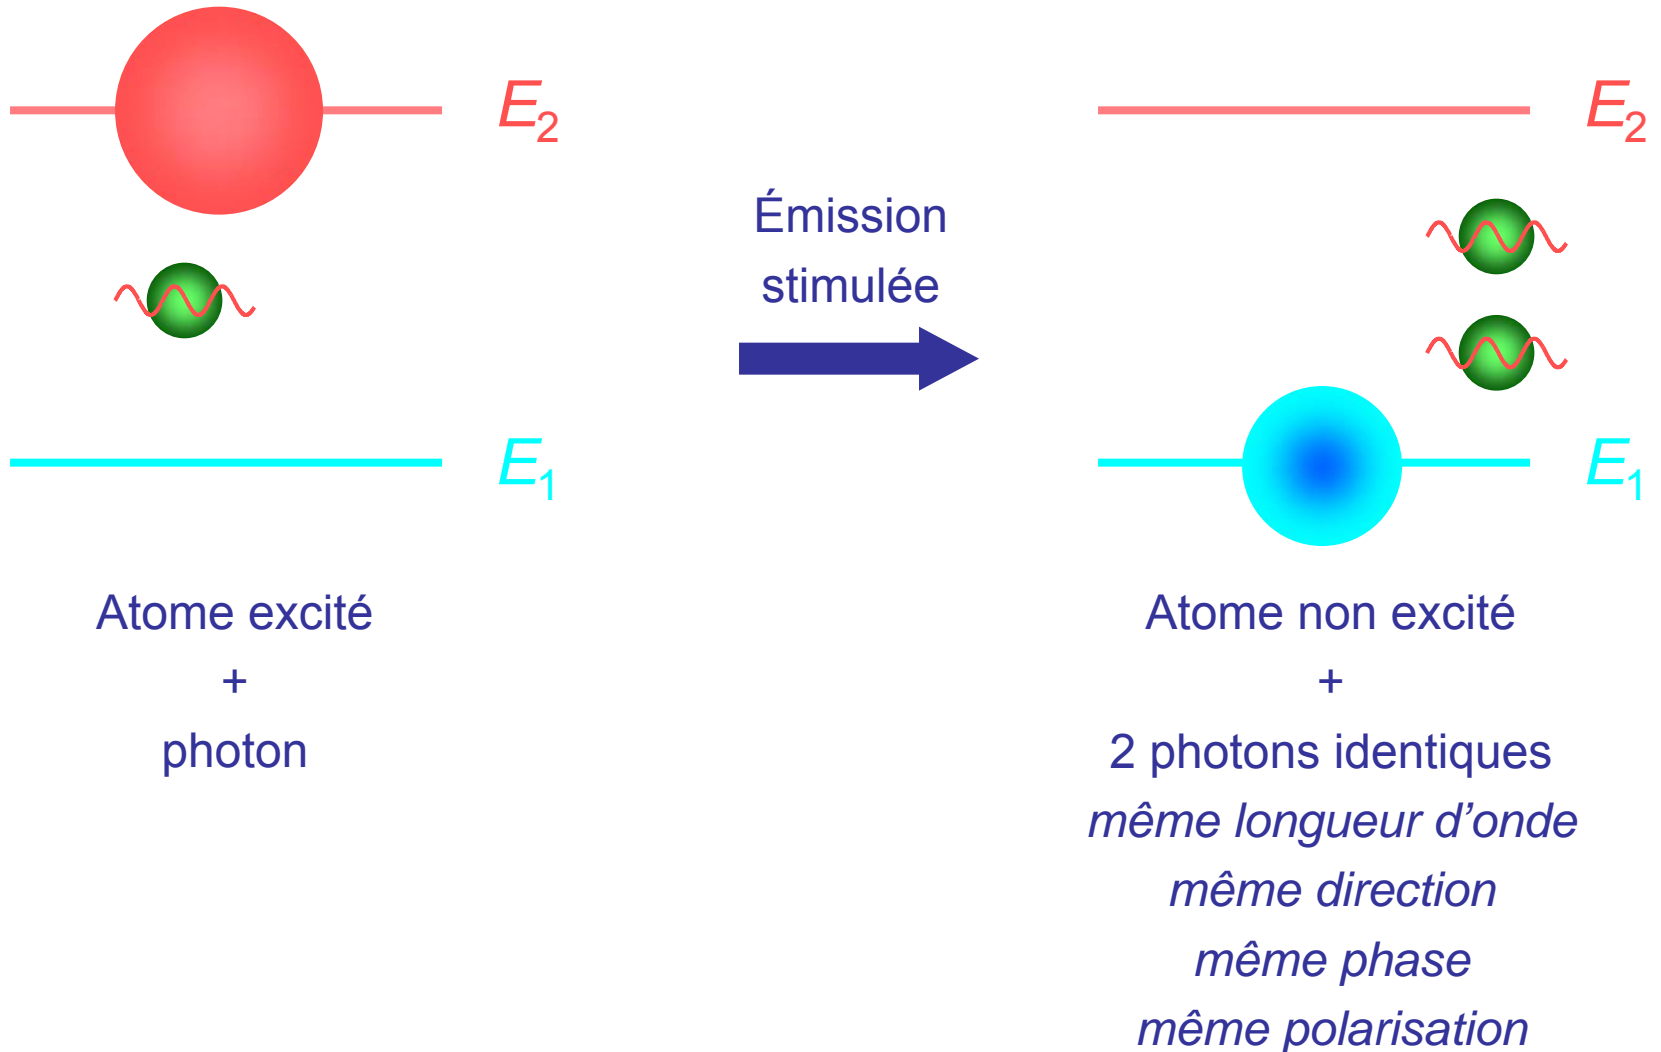 E2
E2
Émission
stimulée
E1
E1
Atome excité
+
photon
Atome non excité
+
2 photons identiques
même longueur d’onde
même direction
même phase
même polarisation